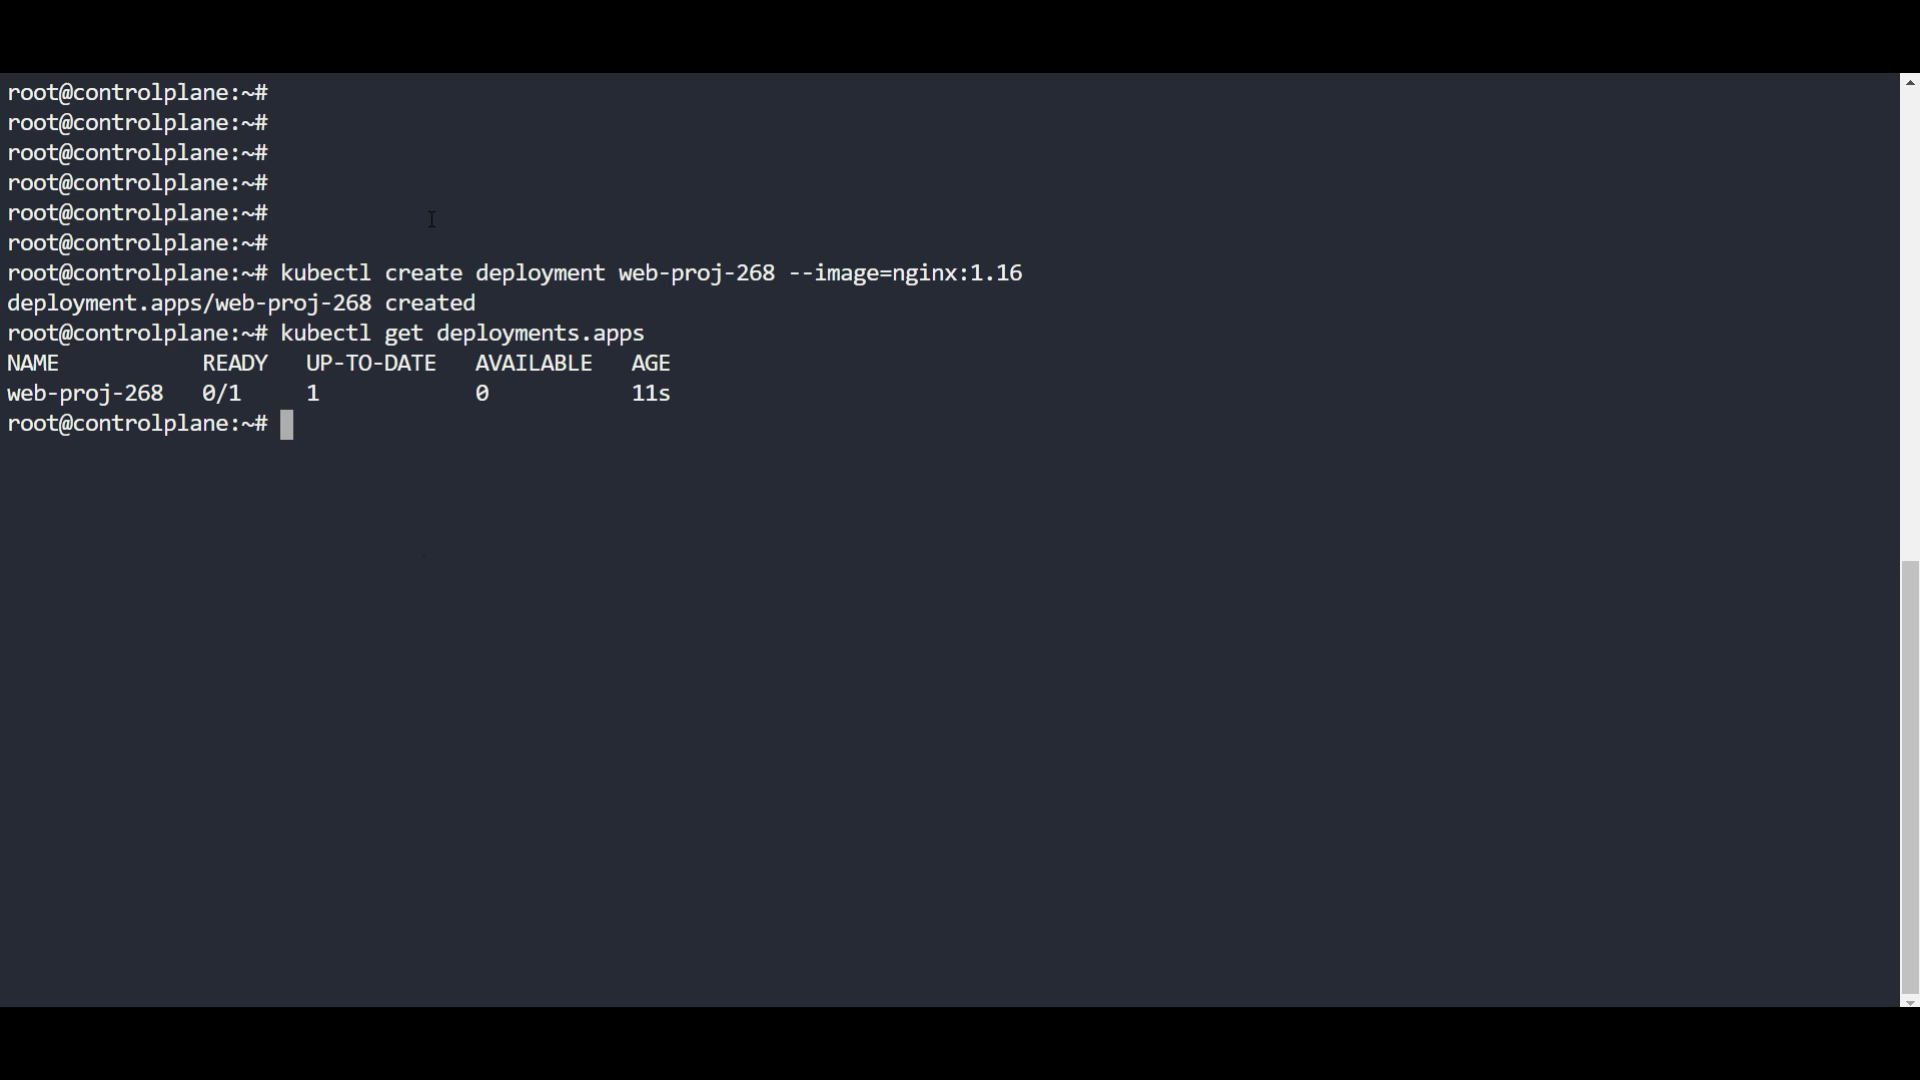 root@controlplane:~#
root@controlplane:~#
root@controlplane:~#
root@controlplane:~#
root@controlplane:~#
root@controlplane:~#
root@controlplane:~# kubectl create deployment web-proj-268 --image=nginx:1.16
deployment.apps/web-proj-268 created
root@controlplane:~# kubectl get deployments.apps
NAME           READY   UP-TO-DATE   AVAILABLE   AGE
web-proj-268   0/1     1            0           11s
root@controlplane:~#